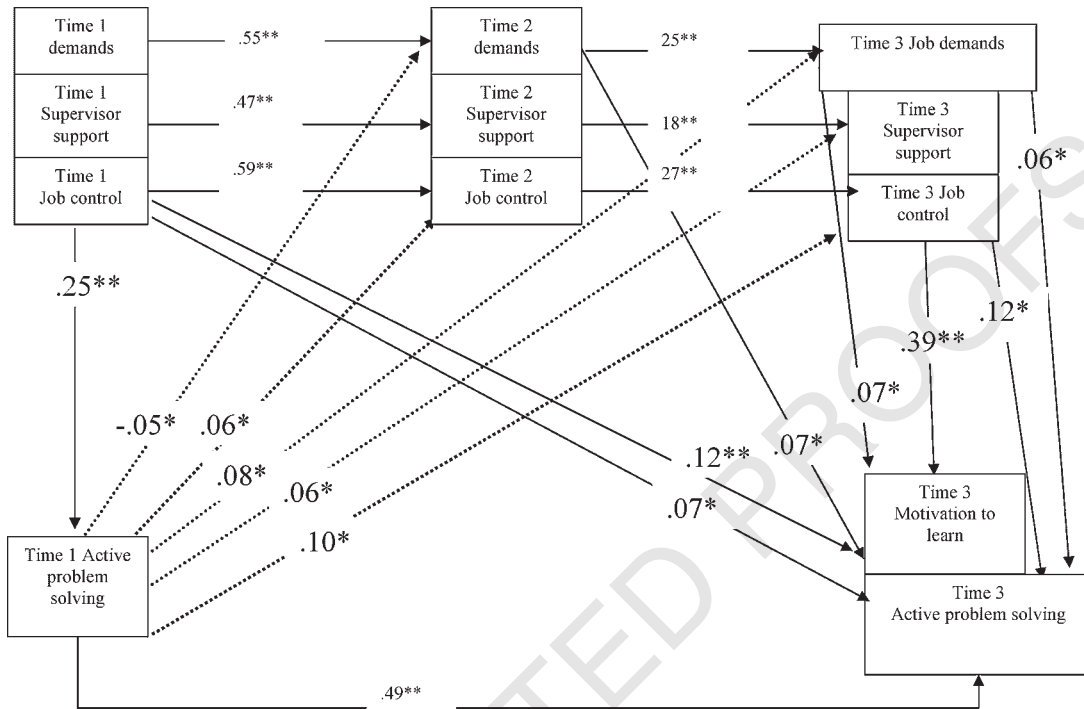 Time 1
demands
.55**
Time 2
demands
25**
Time 3 Job demands
Time 1
Supervisor
support
.47**
Time 2
Supervisor
support
18**
Time 3
Supervisor
support
.06*
Time 1
Job control
.59**
Time 2
Job control
27**
Time 3 Job
control
.25**
.12*
.39**
.07*
-.05*
.06*
.08*
.06*
.10*
.07*
.12**
.07*
Time 3
Motivation to
learn
Time 1 Active
problem
solving
Time 3
Active problem solving
.49**
TED PROOFS